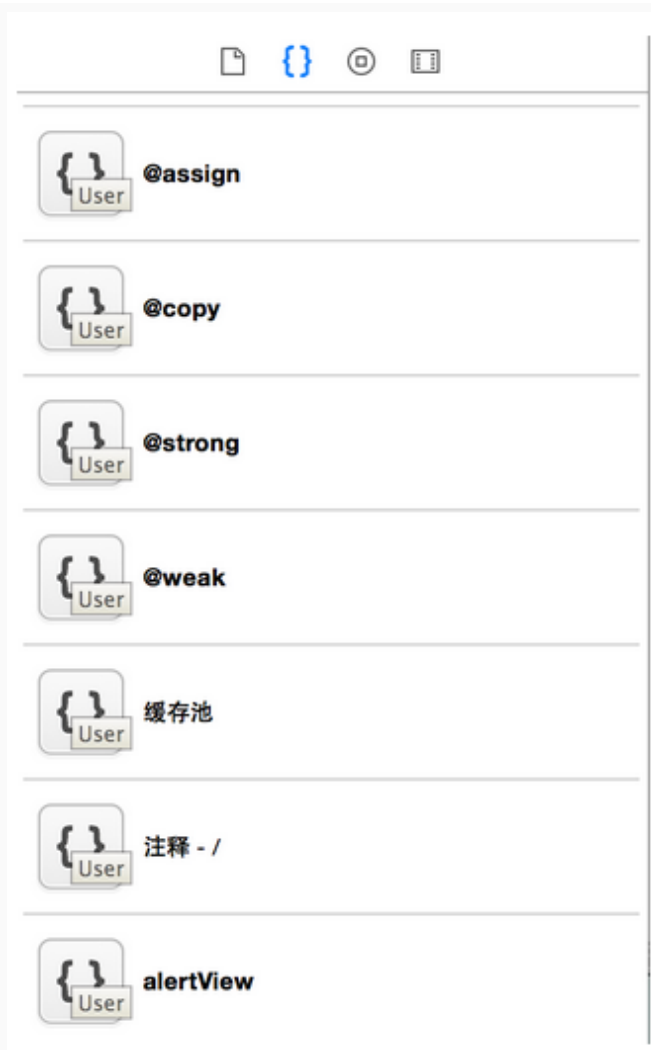 { }
{ }
User
@assign
{ }
User
@copy
{ }
User
@strong
{ }
User
@weak
{ }
User
缓存池
{ }
User
注释 - /
{ }
User
alertView